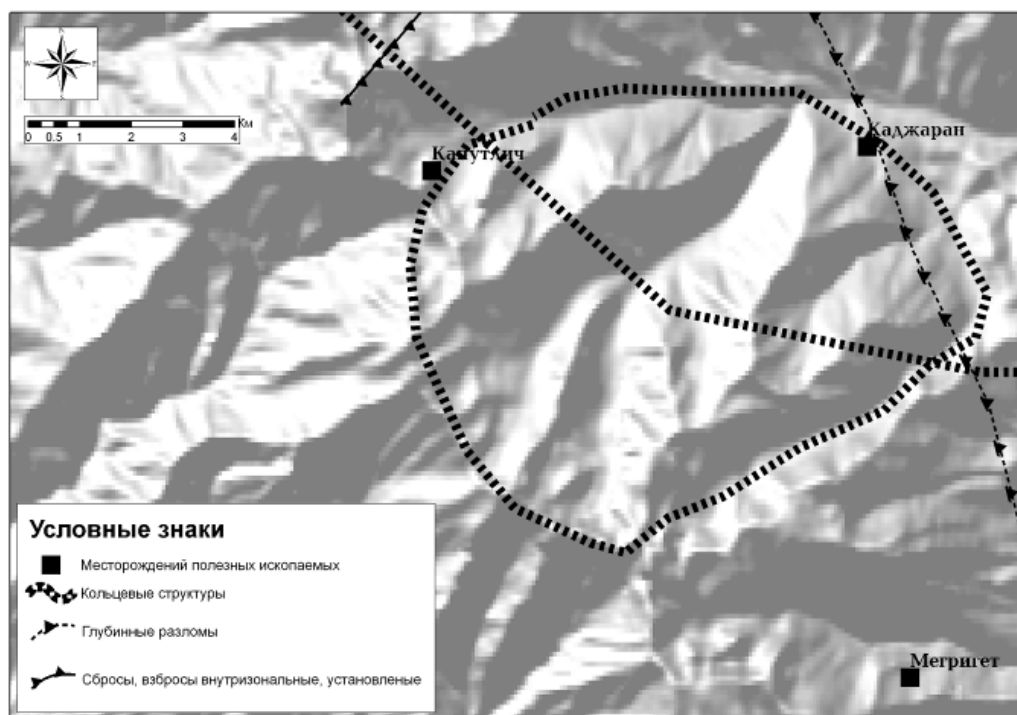 Км
0 0.5 1 2 3 4
Каджаран
Мегригет
Условные знаки
Месторождений полезных ископаемых
Кольцевые структуры
Глубинные разломы
Сбросы, взбросы внутризональные, установленые